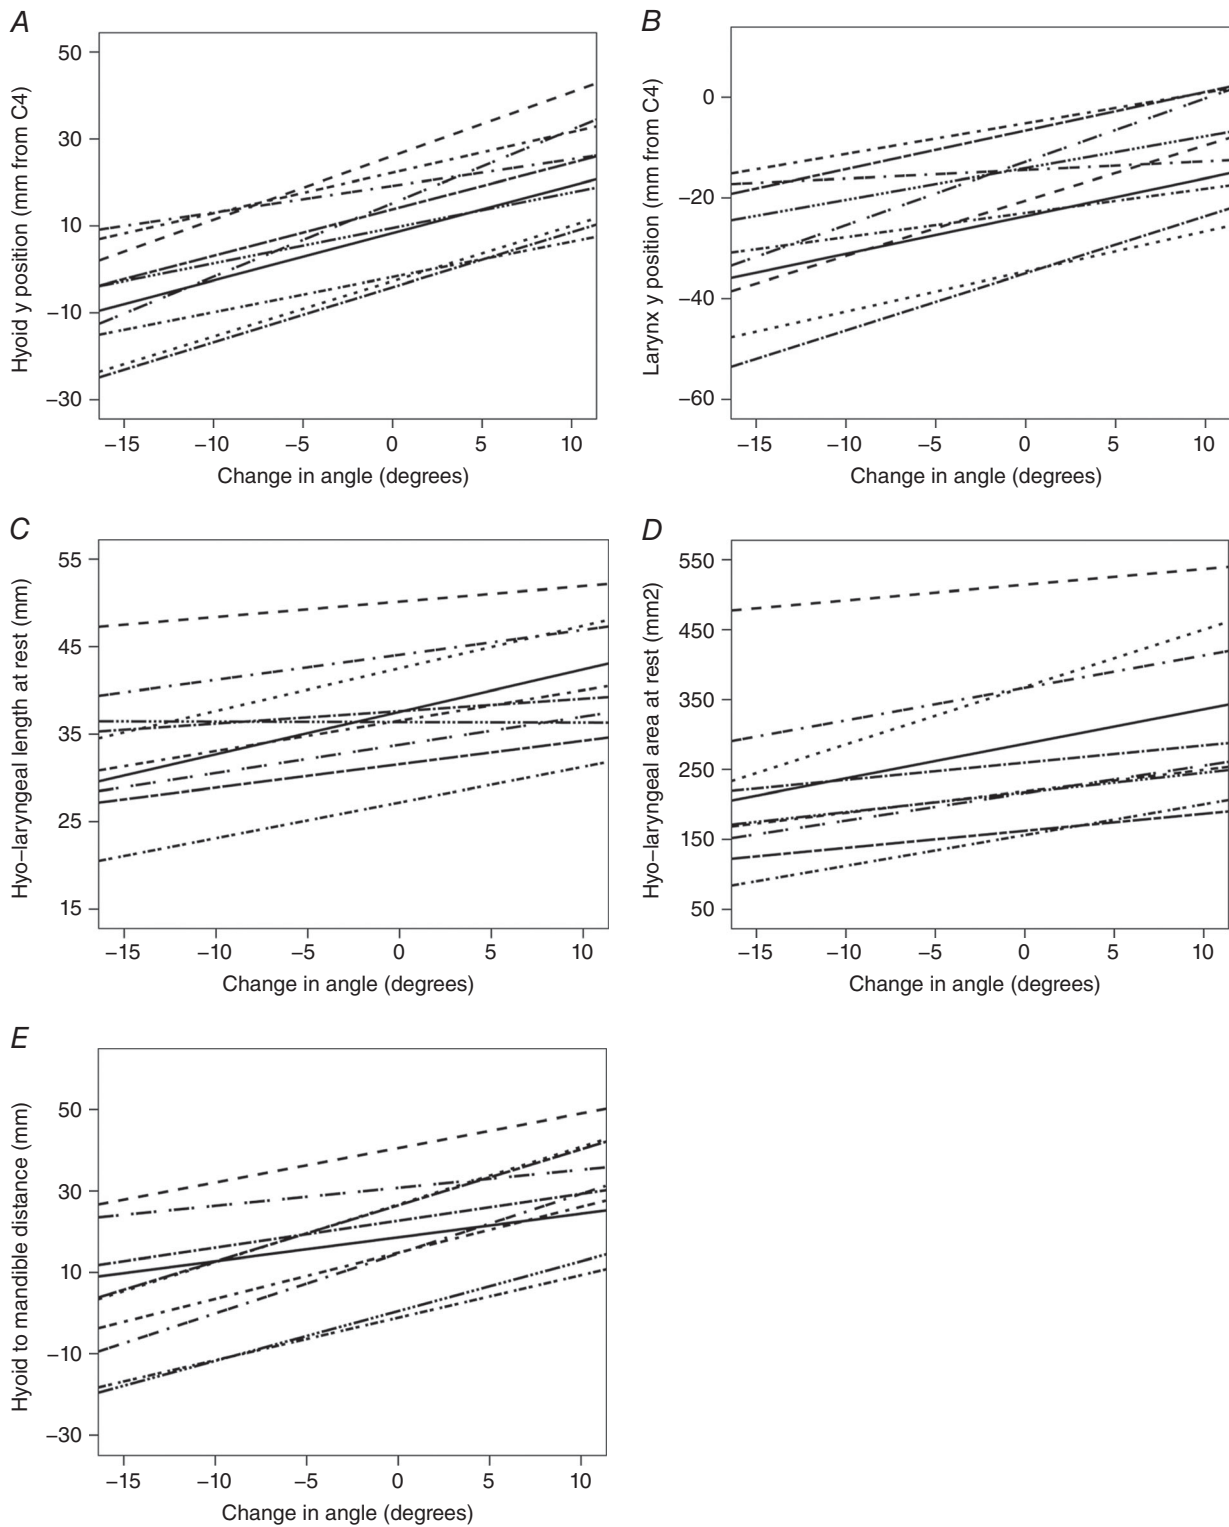 A
Hyoid y position (mm from C4)
50
30
10
−10
−30
−15 −10 −5 0 5 10
Change in angle (degrees)
B
Larynx y position (mm from C4)
0
−20
−40
−60
−15 −10 −5 0 5 10
Change in angle (degrees)
C
Hyo−laryngeal length at rest (mm)
55
45
35
25
15
−15 −10 −5 0 5 10
Change in angle (degrees)
D
Hyo−laryngeal area at rest (mm2)
550
450
350
250
150
50
−15 −10 −5 0 5 10
Change in angle (degrees)
E
Hyoid to mandible distance (mm)
50
30
10
−10
−30
−15 −10 −5 0 5 10
Change in angle (degrees)